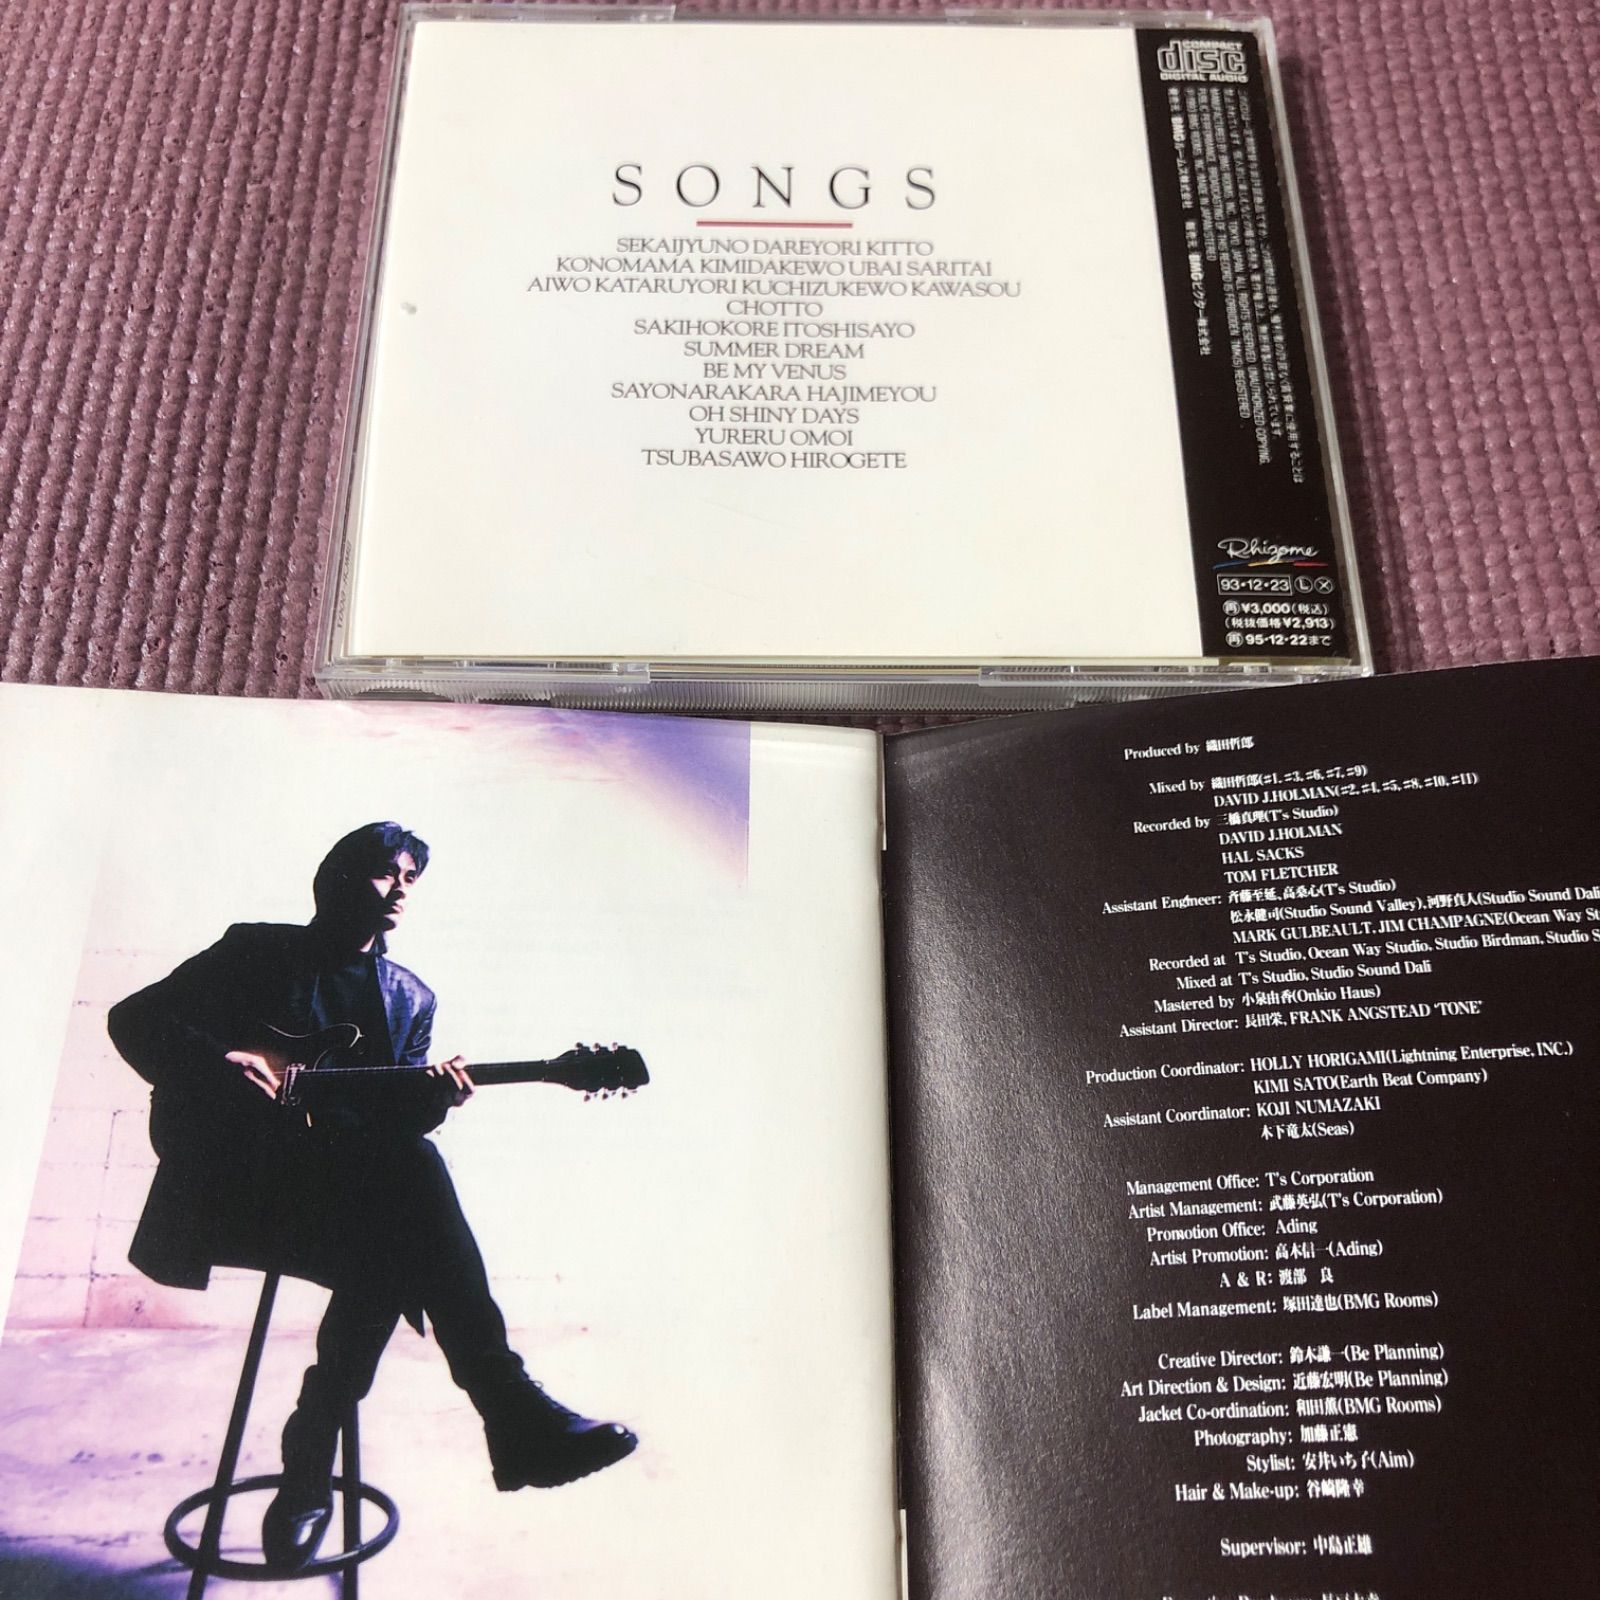 SONGS
SEKAIJYUNO DAREYORI KITTO
KONOMAMA KIMIDAKEWO UBAI SARITAI
AIWO KATARUYORI KUCHIZUKEWO KAWASOU
CHOTTO
SAKIHOKORE ITOSHISAYO
SUMMER DREAM
BE MY VENUS
SAYONARAKARA HAJIMEYOU
OH SHINY DAYS
YURERU OMOI
TSUBASAWO HIROGETE
COMPACT
disc
DIGITAL AUDIO
Rhizome
93・12・23 Ⓛ Ⓧ
㊢¥3,000(税込)
(税抜価格¥2,913)
㊢95・12・22まで
Produced by 織田哲郎
Mixed by 織田哲郎(#1, #3, #6, #7, #9)
DAVID J.HOLMAN(#2, #4, #5, #8, #10, #11)
Recorded by 三橋真理(T's Studio)
DAVID J.HOLMAN
HAL SACKS
TOM FLETCHER
Assistant Engineer: 斉藤至延, 高桑心(T's Studio)
松永健司(Studio Sound Valley), 河野真人(Studio Sound Dali
MARK GULBEAULT, JIM CHAMPAGNE(Ocean Way St
Recorded at T's Studio, Ocean Way Studio, Studio Birdman, Studio S
Mixed at T's Studio, Studio Sound Dali
Mastered by 小泉由香(Onkio Haus)
Assistant Director: 長田栄, FRANK ANGSTEAD 'TONE'
Production Coordinator: HOLLY HORIGAMI(Lightning Enterprise, INC.)
KIMI SATO(Earth Beat Company)
Assistant Coordinator: KOJI NUMAZAKI
木下竜太(Seas)
Management Office: T's Corporation
Artist Management: 武藤英弘(T's Corporation)
Promotion Office: Ading
Artist Promotion: 高木信一(Ading)
A & R: 渡部 良
Label Management: 塚田達也(BMG Rooms)
Creative Director: 鈴木謙一(Be Planning)
Art Direction & Design: 近藤宏明(Be Planning)
Jacket Co-ordination: 和田薫(BMG Rooms)
Photography: 加藤正憲
Stylist: 安井いち子(Aim)
Hair & Make-up: 谷崎隆幸
Supervisor: 中島正雄